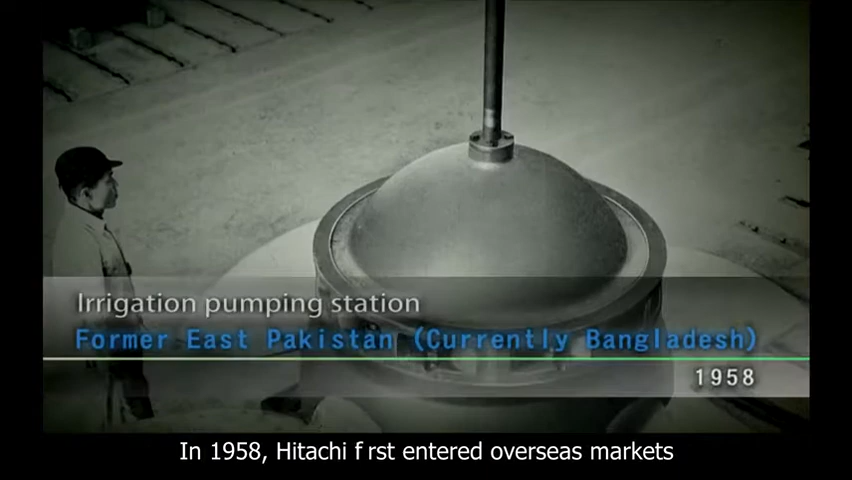 Irrigation pumping station
Former East Pakistan (Currently Bangladesh)
1958
In 1958, Hitachi f rst entered overseas markets